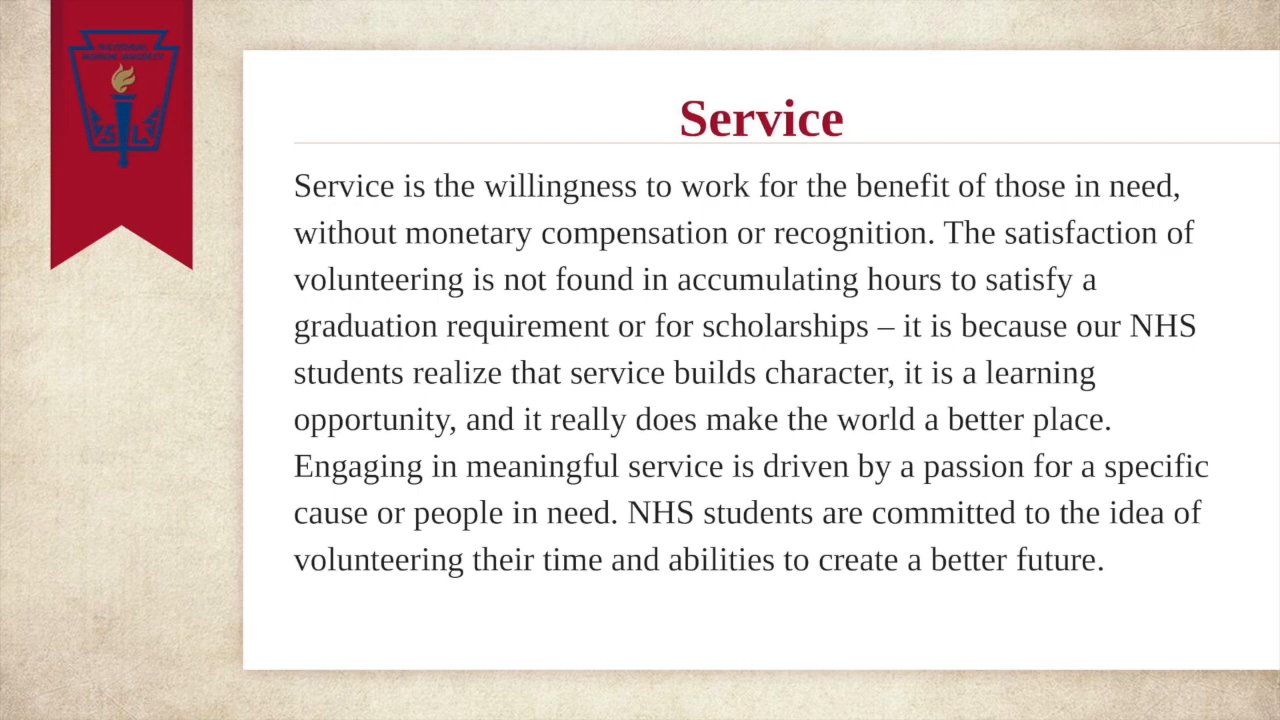 NATIONAL
HONOR SOCIETY
Service
Service is the willingness to work for the benefit of those in need,
without monetary compensation or recognition. The satisfaction of
volunteering is not found in accumulating hours to satisfy a
graduation requirement or for scholarships – it is because our NHS
students realize that service builds character, it is a learning
opportunity, and it really does make the world a better place.
Engaging in meaningful service is driven by a passion for a specific
cause or people in need. NHS students are committed to the idea of
volunteering their time and abilities to create a better future.